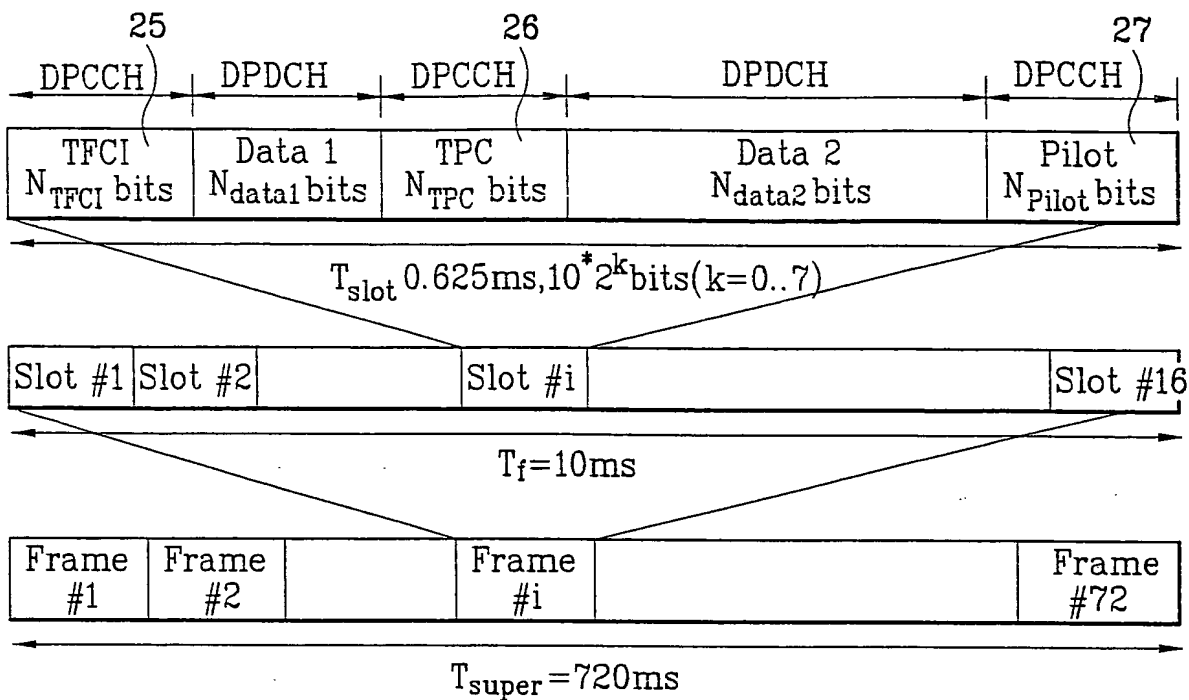 25 26 27
DPCCH DPDCH DPCCH DPDCH DPCCH
TFCI Data 1 TPC Data 2 Pilot
N_TFCI bits N_data1 bits N_TPC bits N_data2 bits N_Pilot bits
T_slot 0.625ms,10*2^k bits(k=0..7)
Slot #1 Slot #2 Slot #i Slot #16
T_f=10ms
Frame Frame Frame Frame
#1 #2 #i #72
T_super=720ms